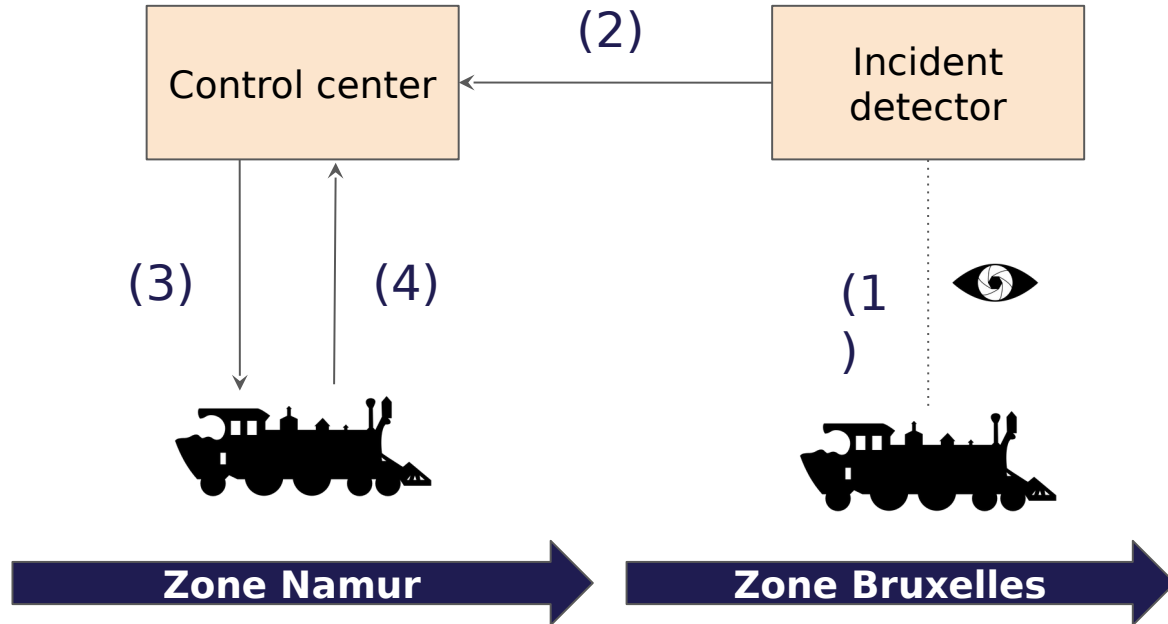 (2)
Control center
Incident
detector
(3)
(4)
(1
)
Zone Namur
Zone Bruxelles